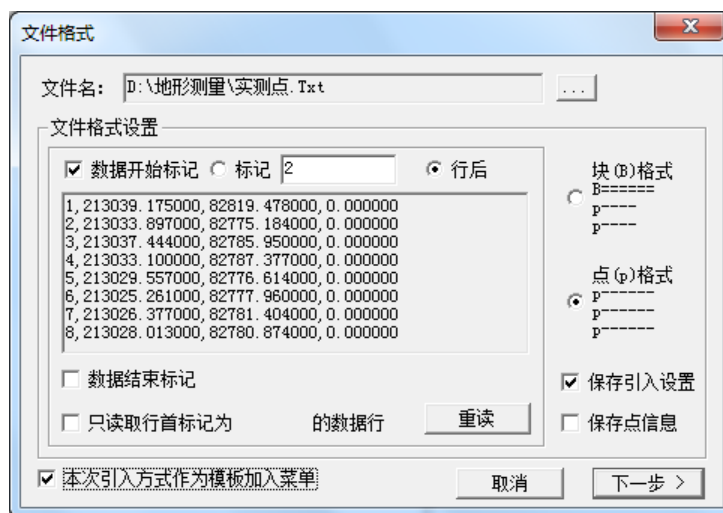 文件格式
文件名: D:\地形测量\实测点.Txt ...
文件格式设置
数据开始标记 标记 2 行后
1,213039.175000,82819.478000,0.000000
2,213033.897000,82775.184000,0.000000
3,213037.444000,82785.950000,0.000000
4,213033.100000,82787.377000,0.000000
5,213029.557000,82776.614000,0.000000
6,213025.261000,82777.960000,0.000000
7,213026.377000,82781.404000,0.000000
8,213028.013000,82780.874000,0.000000
块(B)格式
B======
p----
p----
点(p)格式
p------
p------
p------
数据结束标记
保存引入设置
只读取行首标记为 的数据行 重读
保存点信息
本次引入方式作为模板加入菜单 取消 下一步 >